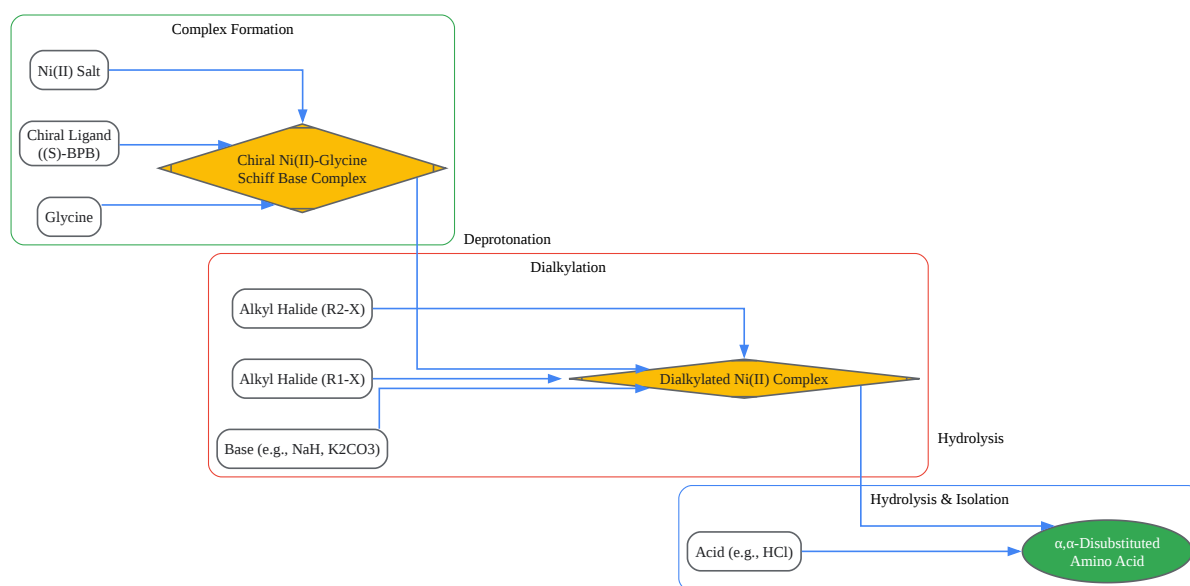 Complex Formation
Ni(II) Salt
Chiral Ligand
((S)-BPB)
Chiral Ni(II)-Glycine
Schiff Base Complex
Glycine
Deprotonation
Dialkylation
Alkyl Halide (R2-X)
Alkyl Halide (R1-X)
Dialkylated Ni(II) Complex
Base (e.g., NaH, K2CO3)
Hydrolysis
Hydrolysis & Isolation
Acid (e.g., HCl)
α,α-Disubstituted
Amino Acid